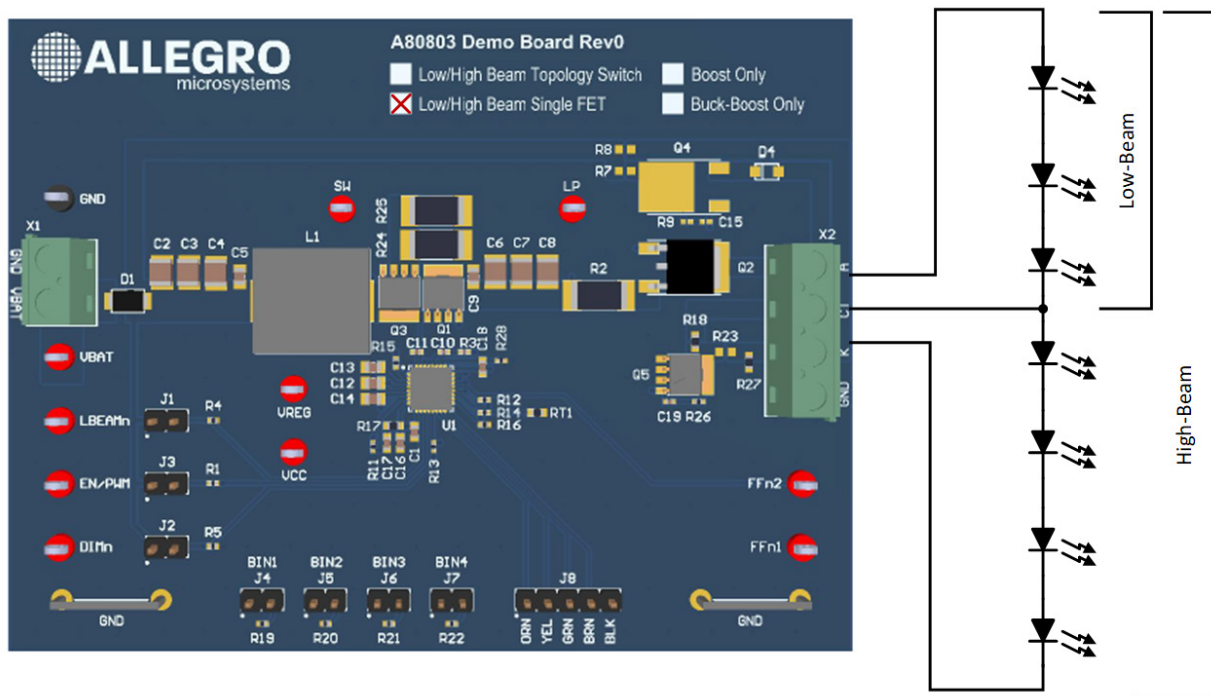 ALLEGRO
microsystems
A80803 Demo Board Rev0
Low/High Beam Topology Switch
Boost Only
Low/High Beam Single FET
Buck-Boost Only
GND
X1
GND
VBAT
D1
C2
C3
C4
C5
SW
L1
R25
R24
LP
C6
C7
C8
C9
R2
R8
R7
Q4
D4
R9
C15
Q2
X2
A
K
GND
Q3
Q1
R15
C11
C10
R3
C18
R28
C13
C12
C14
U1
R12
R14
R16
RT1
R18
R23
Q5
R27
C19
R26
VBAT
VREG
VCC
LBEAMn
J1
R4
R17
R11
C17
C16
C1
R13
EN/PWM
J3
R1
DIMn
J2
R5
FFn2
FFn1
GND
BIN1
J4
R19
BIN2
J5
R20
BIN3
J6
R21
BIN4
J7
R22
J8
ORN
YEL
GRN
BRN
BLK
GND
Low-Beam
High-Beam